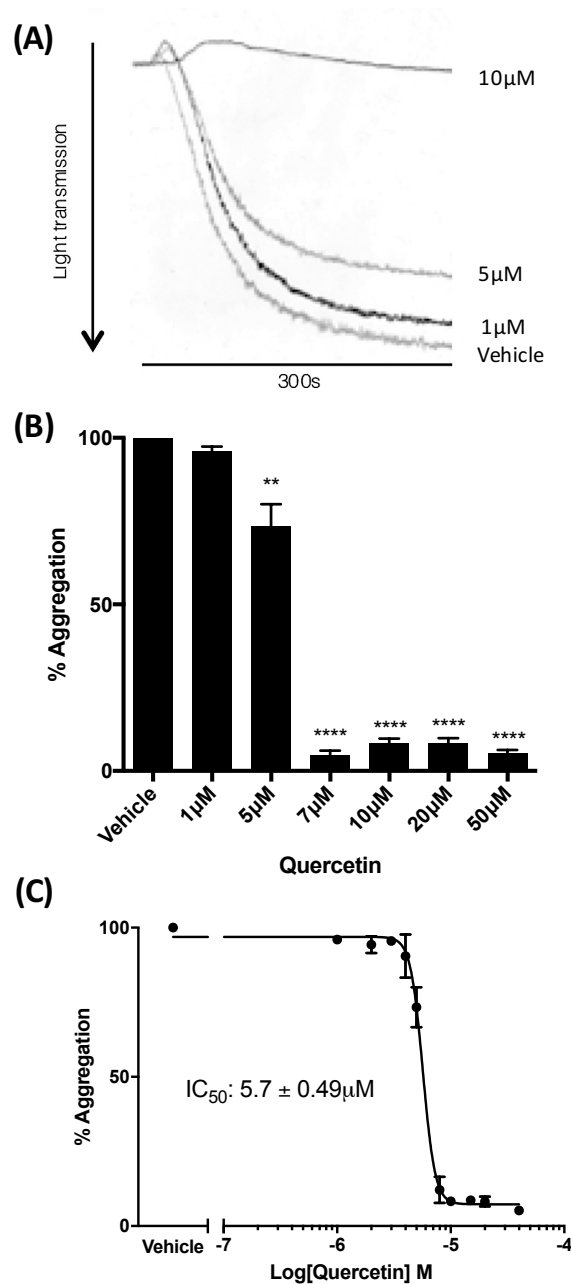 (A)
Light transmission
10µM
5µM
1µM
Vehicle
300s
(B)
% Aggregation
100
50
0
**
****
****
****
****
Vehicle
1µM
5µM
7µM
10µM
20µM
50µM
Quercetin
(C)
% Aggregation
100
50
0
IC50: 5.7 ± 0.49µM
Vehicle
-7
-6
-5
-4
Log[Quercetin] M